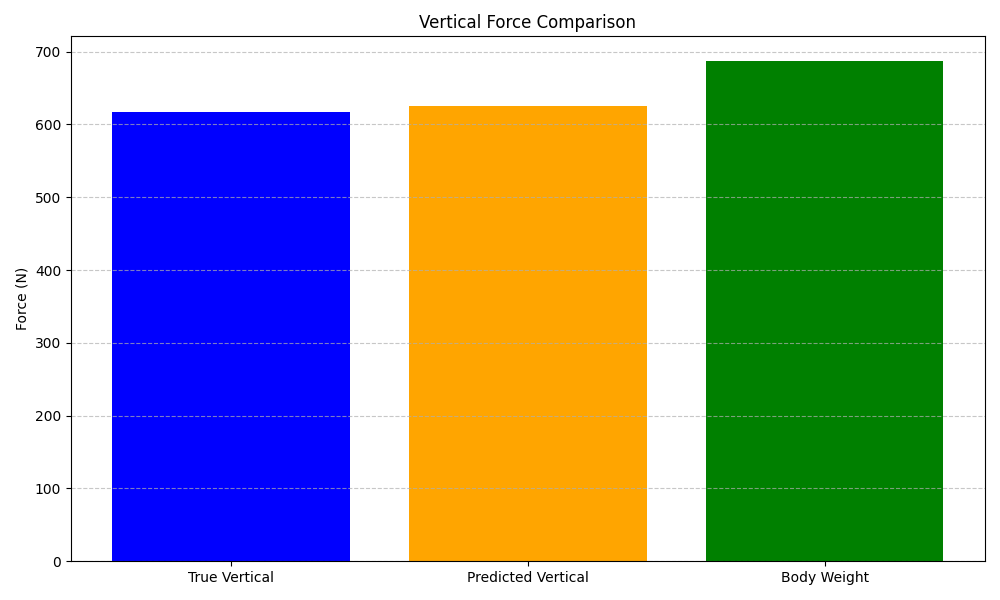 Vertical Force Comparison
Force (N)
700
600
500
400
300
200
100
0
True Vertical
Predicted Vertical
Body Weight